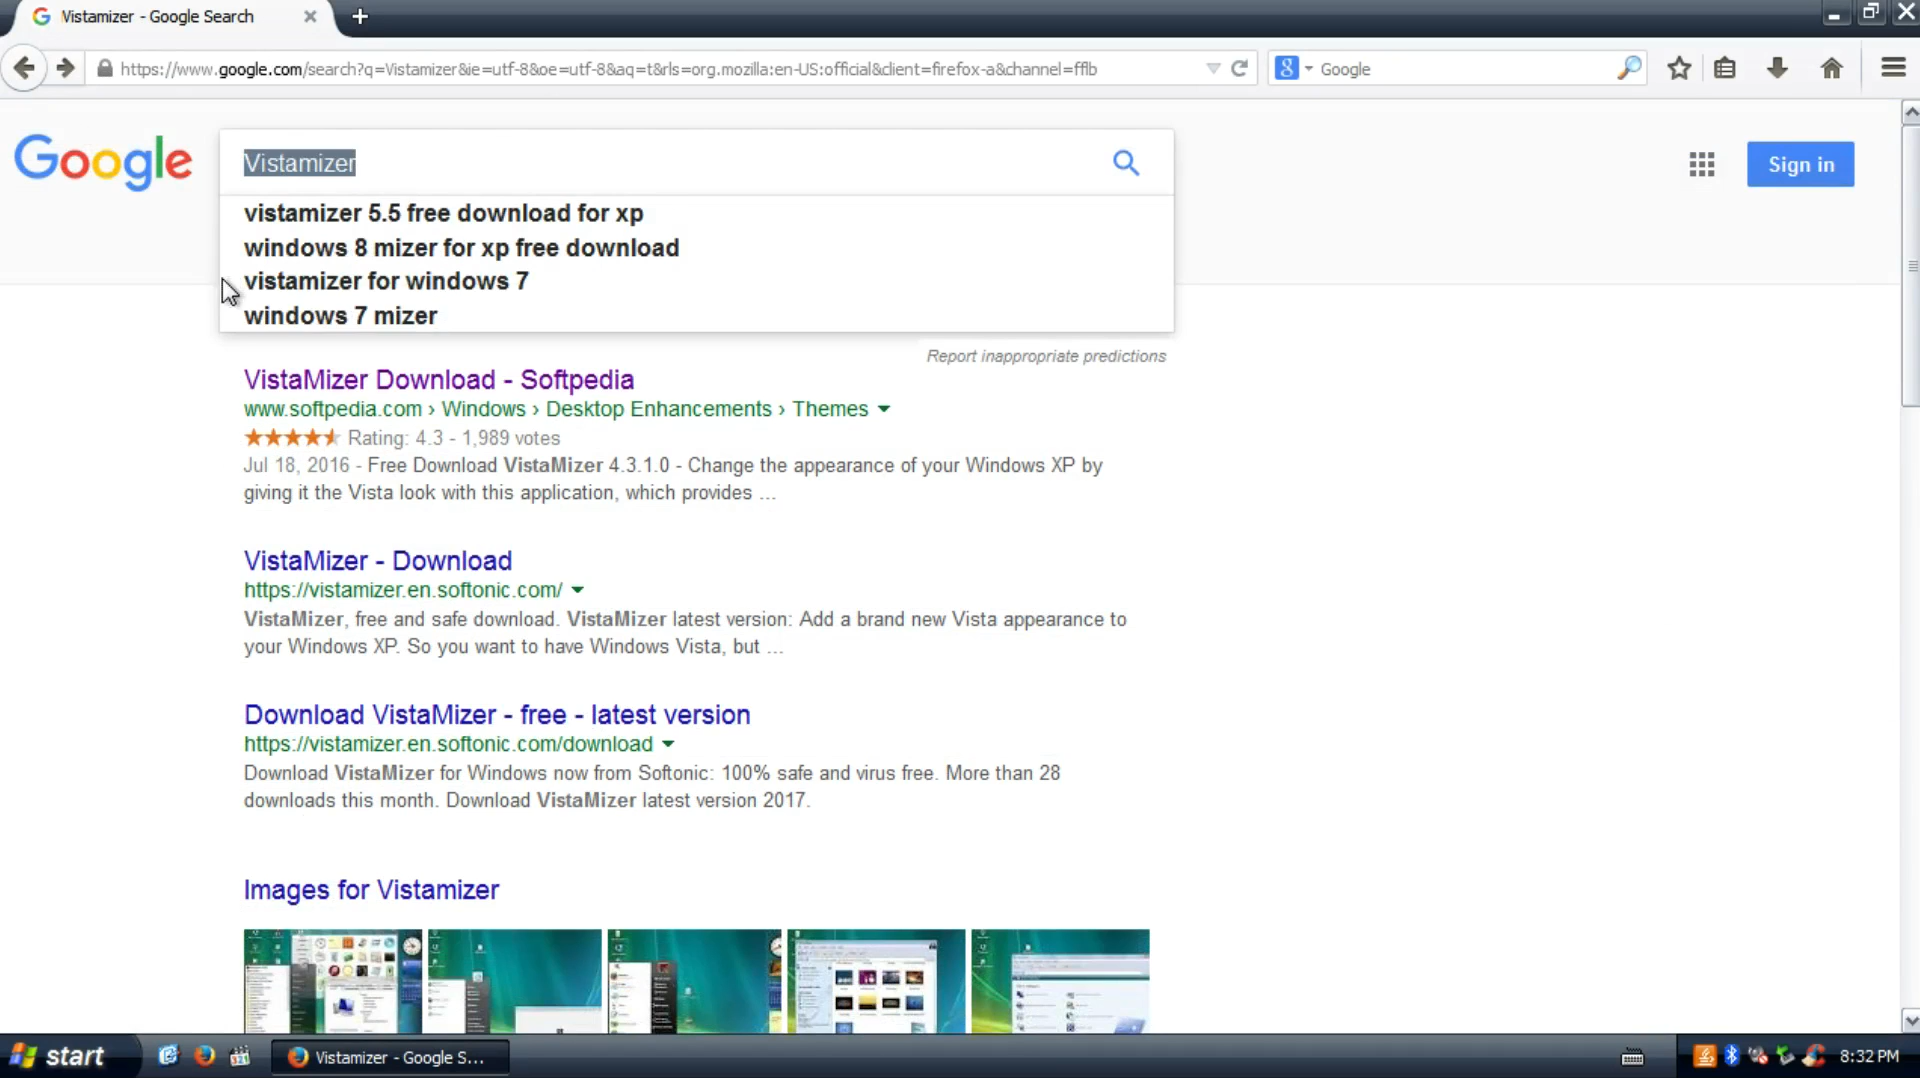 Vistamizer - Google Search
https://www.google.com/search?q=Vistamizer&ie=utf-8&oe=utf-8&aq=t&rls=org.mozilla:en-US:official&client=firefox-a&channel=fflb
8 Google
Google
Vistamizer
Sign in
vistamizer 5.5 free download for xp
windows 8 mizer for xp free download
vistamizer for windows 7
windows 7 mizer
Report inappropriate predictions
VistaMizer Download - Softpedia
www.softpedia.com › Windows › Desktop Enhancements › Themes
Rating: 4.3 - 1,989 votes
Jul 18, 2016 - Free Download VistaMizer 4.3.1.0 - Change the appearance of your Windows XP by
giving it the Vista look with this application, which provides ...
VistaMizer - Download
https://vistamizer.en.softonic.com/
VistaMizer, free and safe download. VistaMizer latest version: Add a brand new Vista appearance to
your Windows XP. So you want to have Windows Vista, but ...
Download VistaMizer - free - latest version
https://vistamizer.en.softonic.com/download
Download VistaMizer for Windows now from Softonic: 100% safe and virus free. More than 28
downloads this month. Download VistaMizer latest version 2017.
Images for Vistamizer
start
Vistamizer - Google S...
8:32 PM